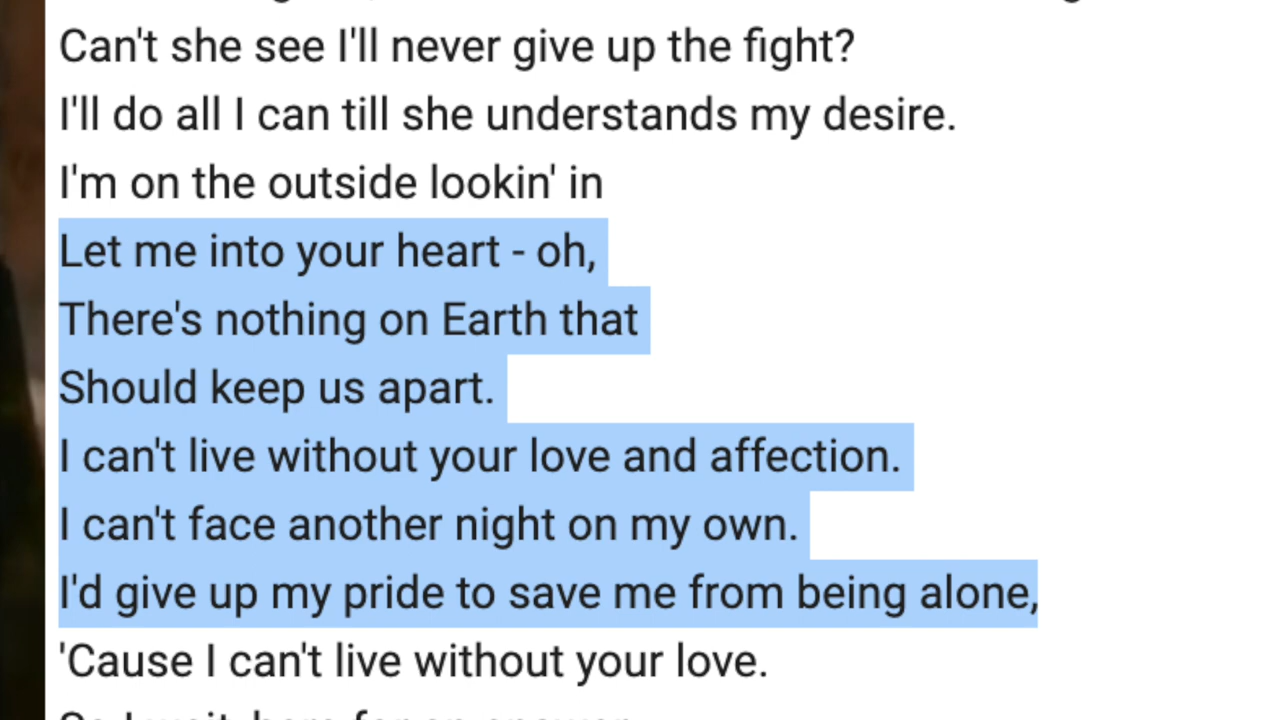 Can't she see I'll never give up the fight?
I'll do all I can till she understands my desire.
I'm on the outside lookin' in
Let me into your heart - oh,
There's nothing on Earth that
Should keep us apart.
I can't live without your love and affection.
I can't face another night on my own.
I'd give up my pride to save me from being alone,
'Cause I can't live without your love.